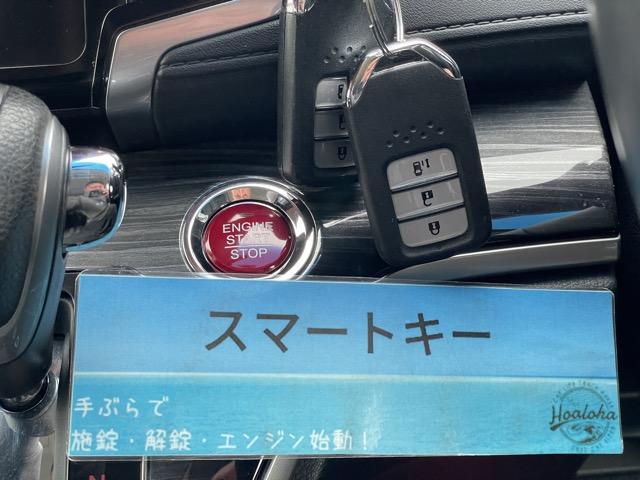 ENGINE
START
STOP
スマートキー
手ぶらで
施錠・解錠・エンジン始動！
Hoaloha
N